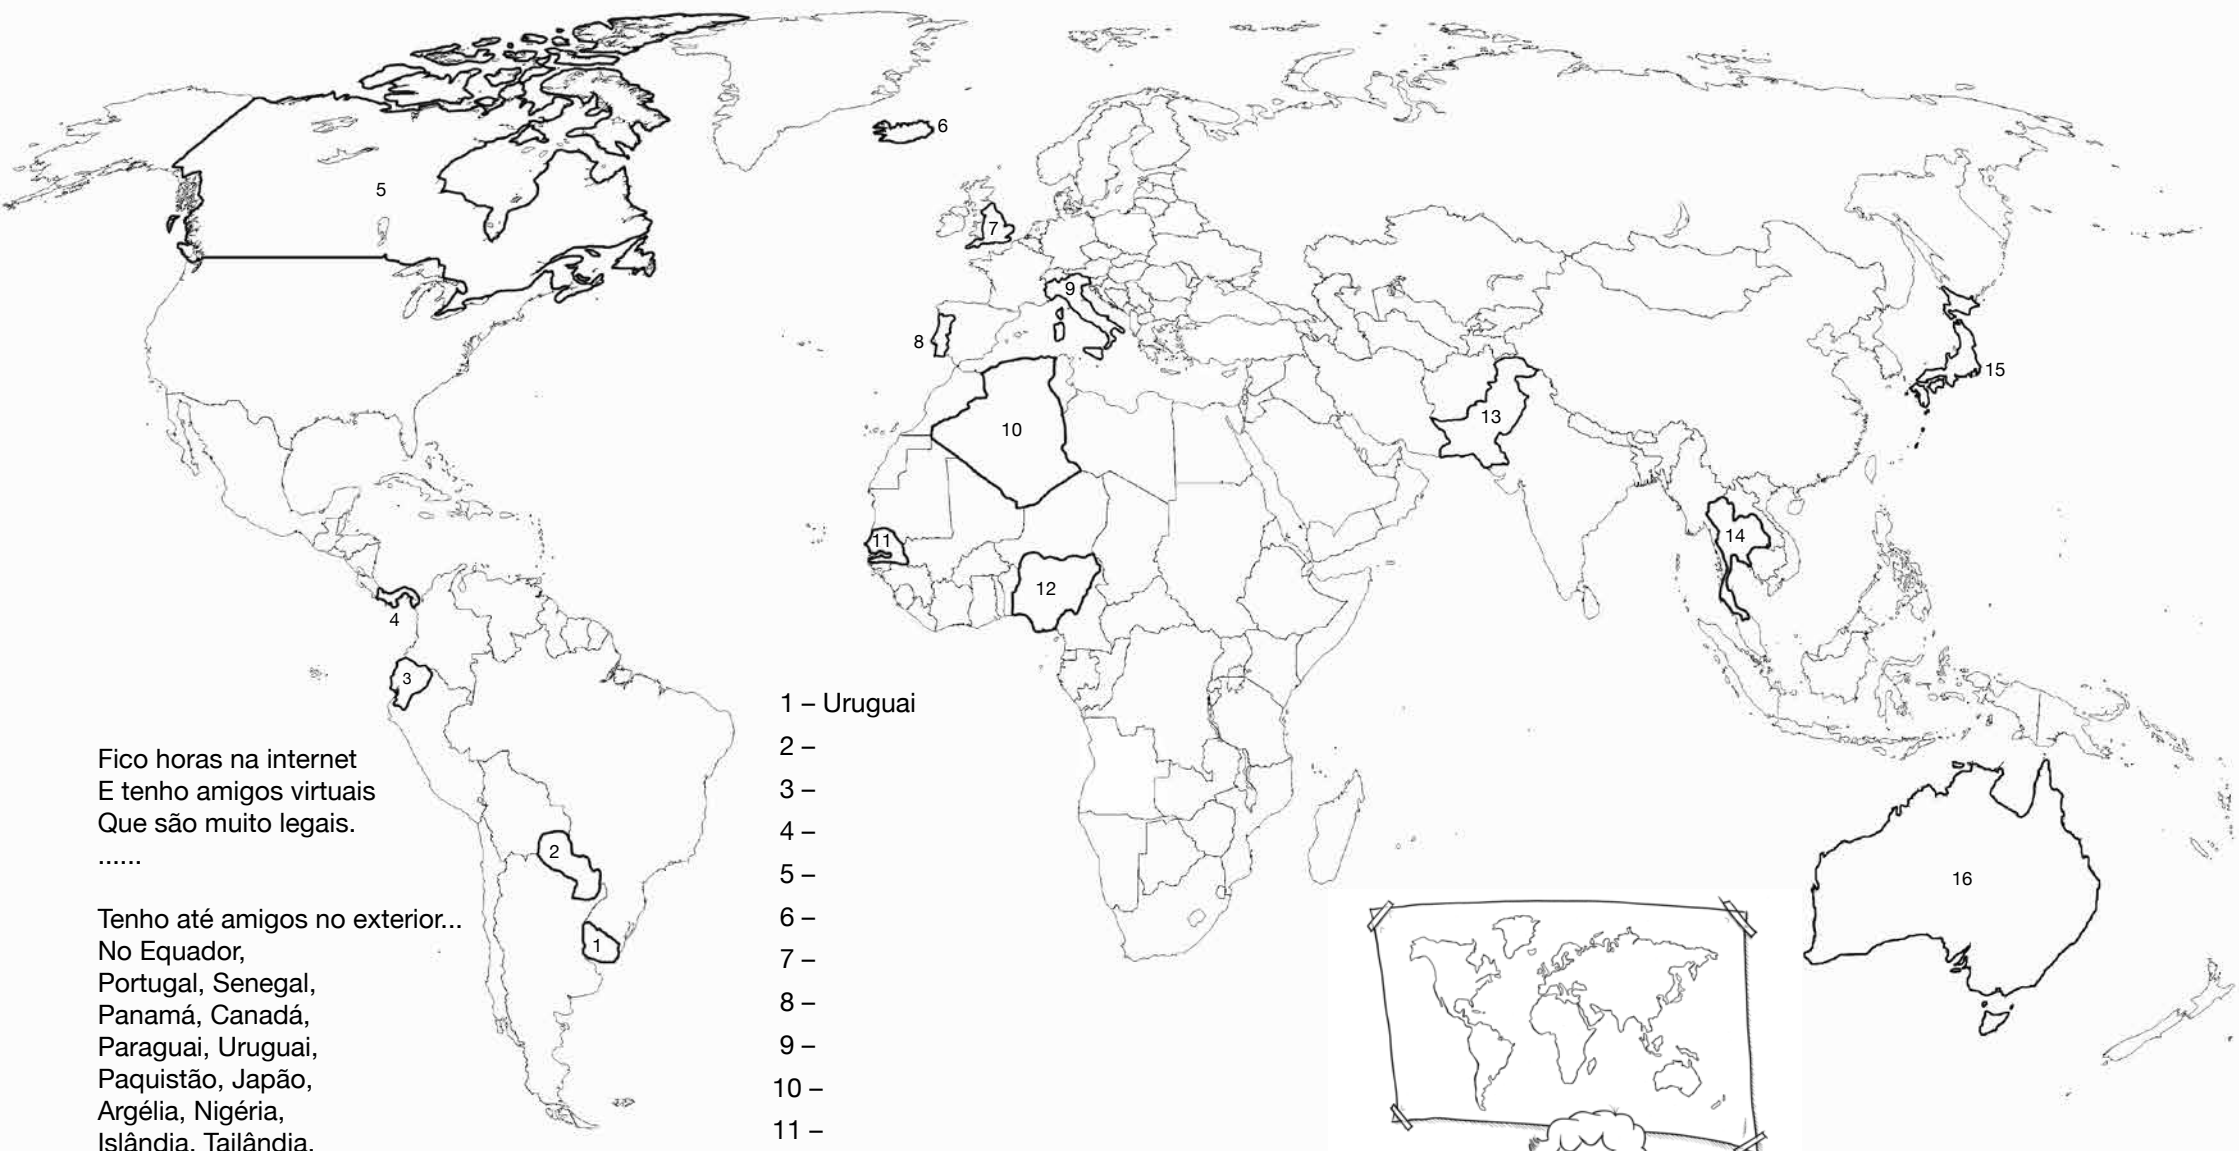 5
6
7
9
8
15
13
10
14
11
12
4
3
16
2
1
Fico horas na internet
E tenho amigos virtuais
Que são muito legais.
......
Tenho até amigos no exterior...
No Equador,
Portugal, Senegal,
Panamá, Canadá,
Paraguai, Uruguai,
Paquistão, Japão,
Argélia, Nigéria,
Islândia, Tailândia,
1 – Uruguai
2 –
3 –
4 –
5 –
6 –
7 –
8 –
9 –
10 –
11 –